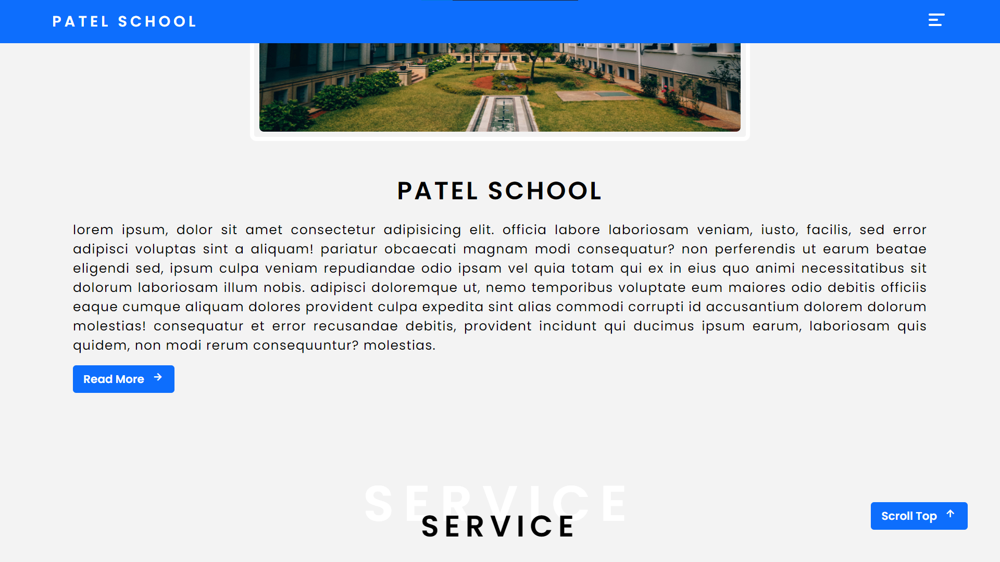 PATEL SCHOOL
PATEL SCHOOL
lorem ipsum, dolor sit amet consectetur adipisicing elit. officia labore laboriosam veniam, iusto, facilis, sed error
adipisci voluptas sint a aliquam! pariatur obcaecati magnam modi consequatur? non perferendis ut earum beatae
eligendi sed, ipsum culpa veniam repudiandae odio ipsam vel quia totam qui ex in eius quo animi necessitatibus sit
dolorum laboriosam illum nobis. adipisci doloremque ut, nemo temporibus voluptate eum maiores odio debitis officiis
eaque cumque aliquam dolores provident culpa expedita sint alias commodi corrupti id accusantium dolorem dolorum
molestias! consequatur et error recusandae debitis, provident incidunt qui ducimus ipsum earum, laboriosam quis
quidem, non modi rerum consequuntur? molestias.
Read More
SERVICE
SERVICE
Scroll Top